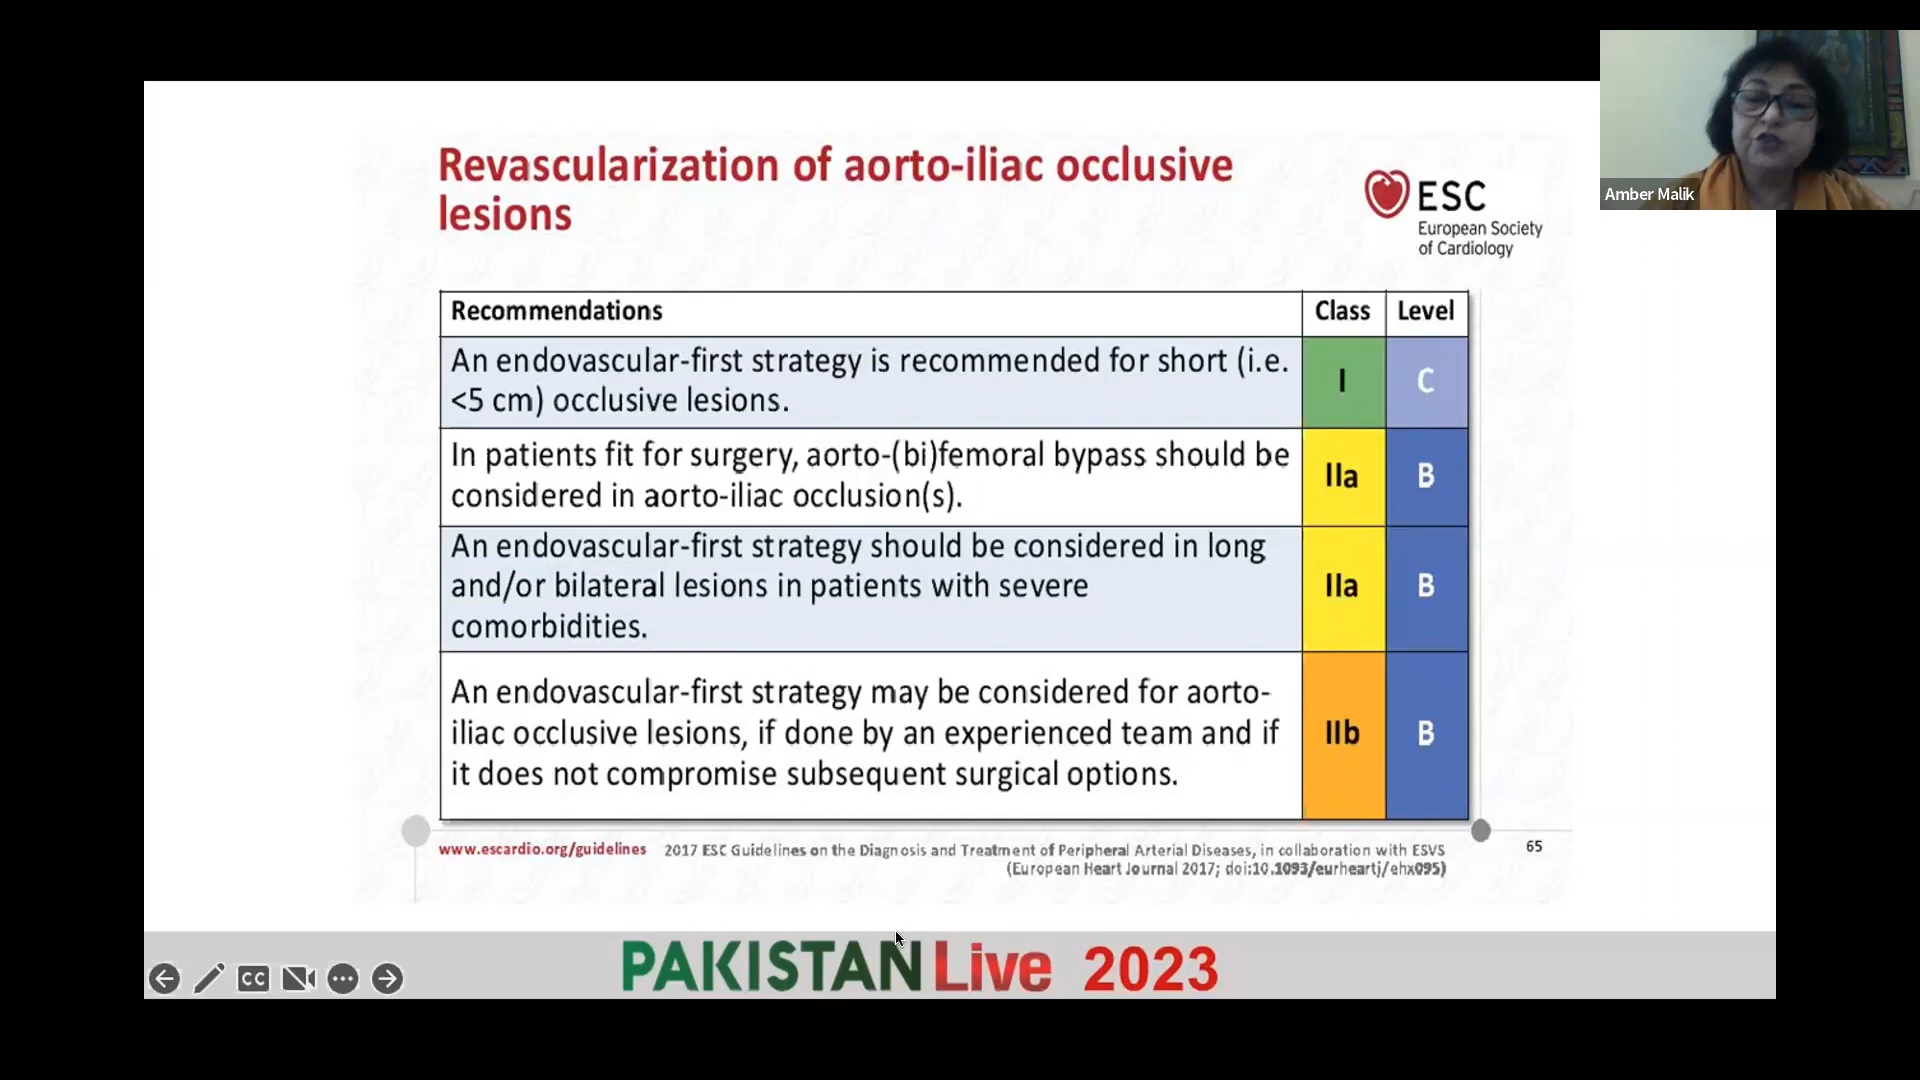 Amber Malik
Revascularization of aorto-iliac occlusive
lesions
ESC
European Society
of Cardiology
Recommendations Class Level
An endovascular-first strategy is recommended for short (i.e.
<5 cm) occlusive lesions.
I C
In patients fit for surgery, aorto-(bi)femoral bypass should be
considered in aorto-iliac occlusion(s).
IIa B
An endovascular-first strategy should be considered in long
and/or bilateral lesions in patients with severe
comorbidities.
IIa B
An endovascular-first strategy may be considered for aorto-
iliac occlusive lesions, if done by an experienced team and if
it does not compromise subsequent surgical options.
IIb B
www.escardio.org/guidelines 2017 ESC Guidelines on the Diagnosis and Treatment of Peripheral Arterial Diseases, in collaboration with ESVS
(European Heart Journal 2017; doi:10.1093/eurheartj/ehx095)
65
CC
PAKISTAN Live 2023